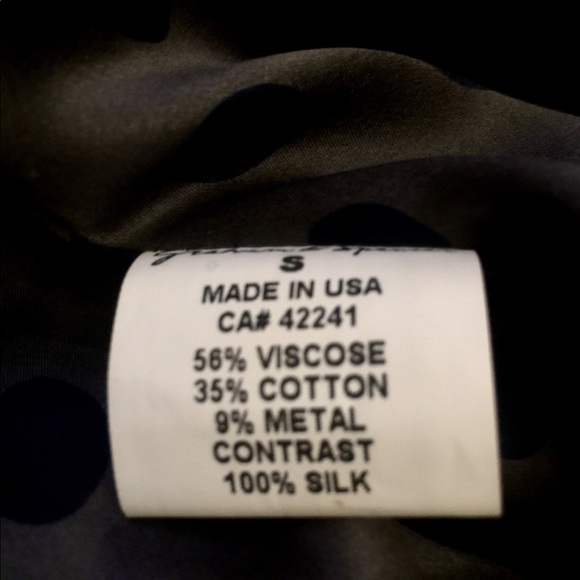 S
MADE IN USA
CA# 42241
56% VISCOSE
35% COTTON
9% METAL
CONTRAST
100% SILK